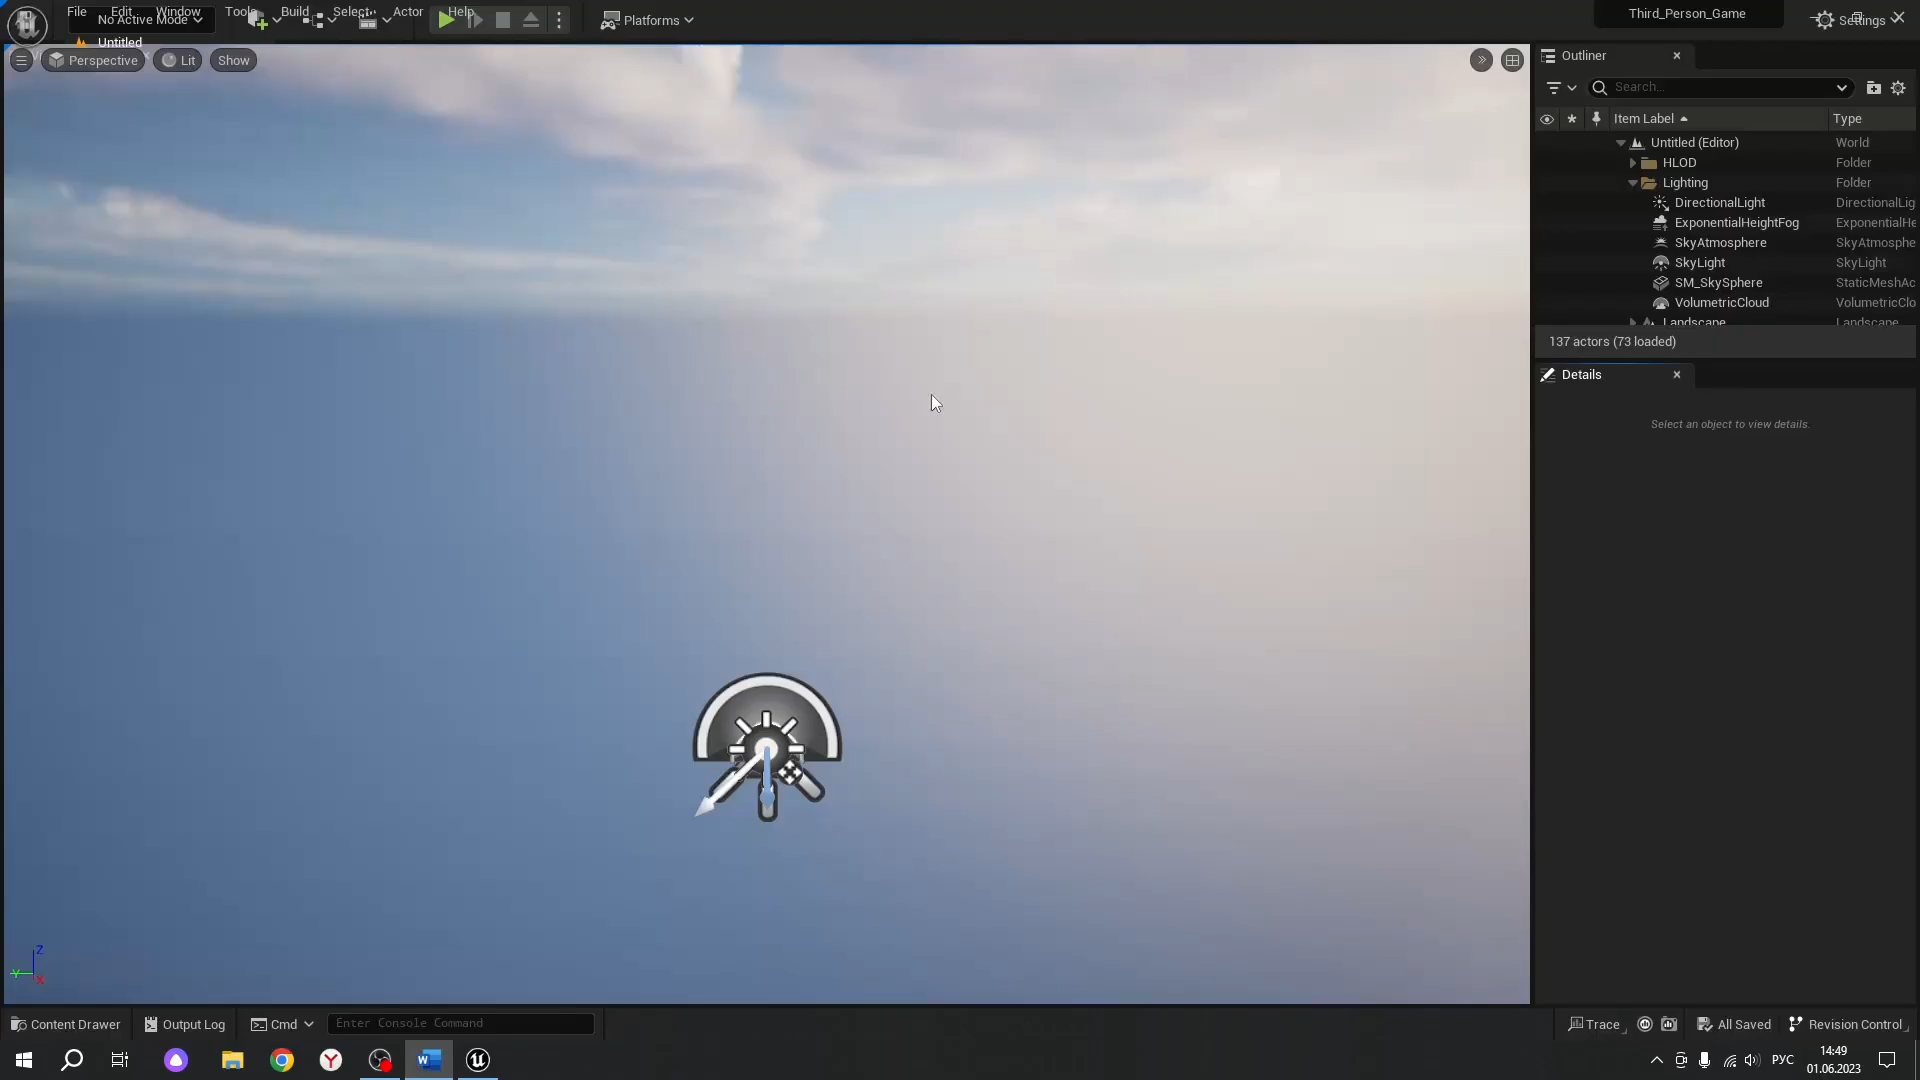 File Edit Window Tools Build Select Actor Help
Third_Person_Game
No Active Mode
Platforms
Settings
Untitled
Perspective
Lit
Show
Outliner
Search...
Item Label Type
Untitled (Editor) World
HLOD Folder
Lighting Folder
DirectionalLight DirectionalLig
ExponentialHeightFog ExponentialHe
SkyAtmosphere SkyAtmosphe
SkyLight SkyLight
SM_SkySphere StaticMeshAc
VolumetricCloud VolumetricClo
Landscape Landscape
137 actors (73 loaded)
Details
Select an object to view details.
Z
Y
X
Content Drawer
Output Log
Cmd
Enter Console Command
Trace
All Saved
Revision Control
РУС
14:49
01.06.2023